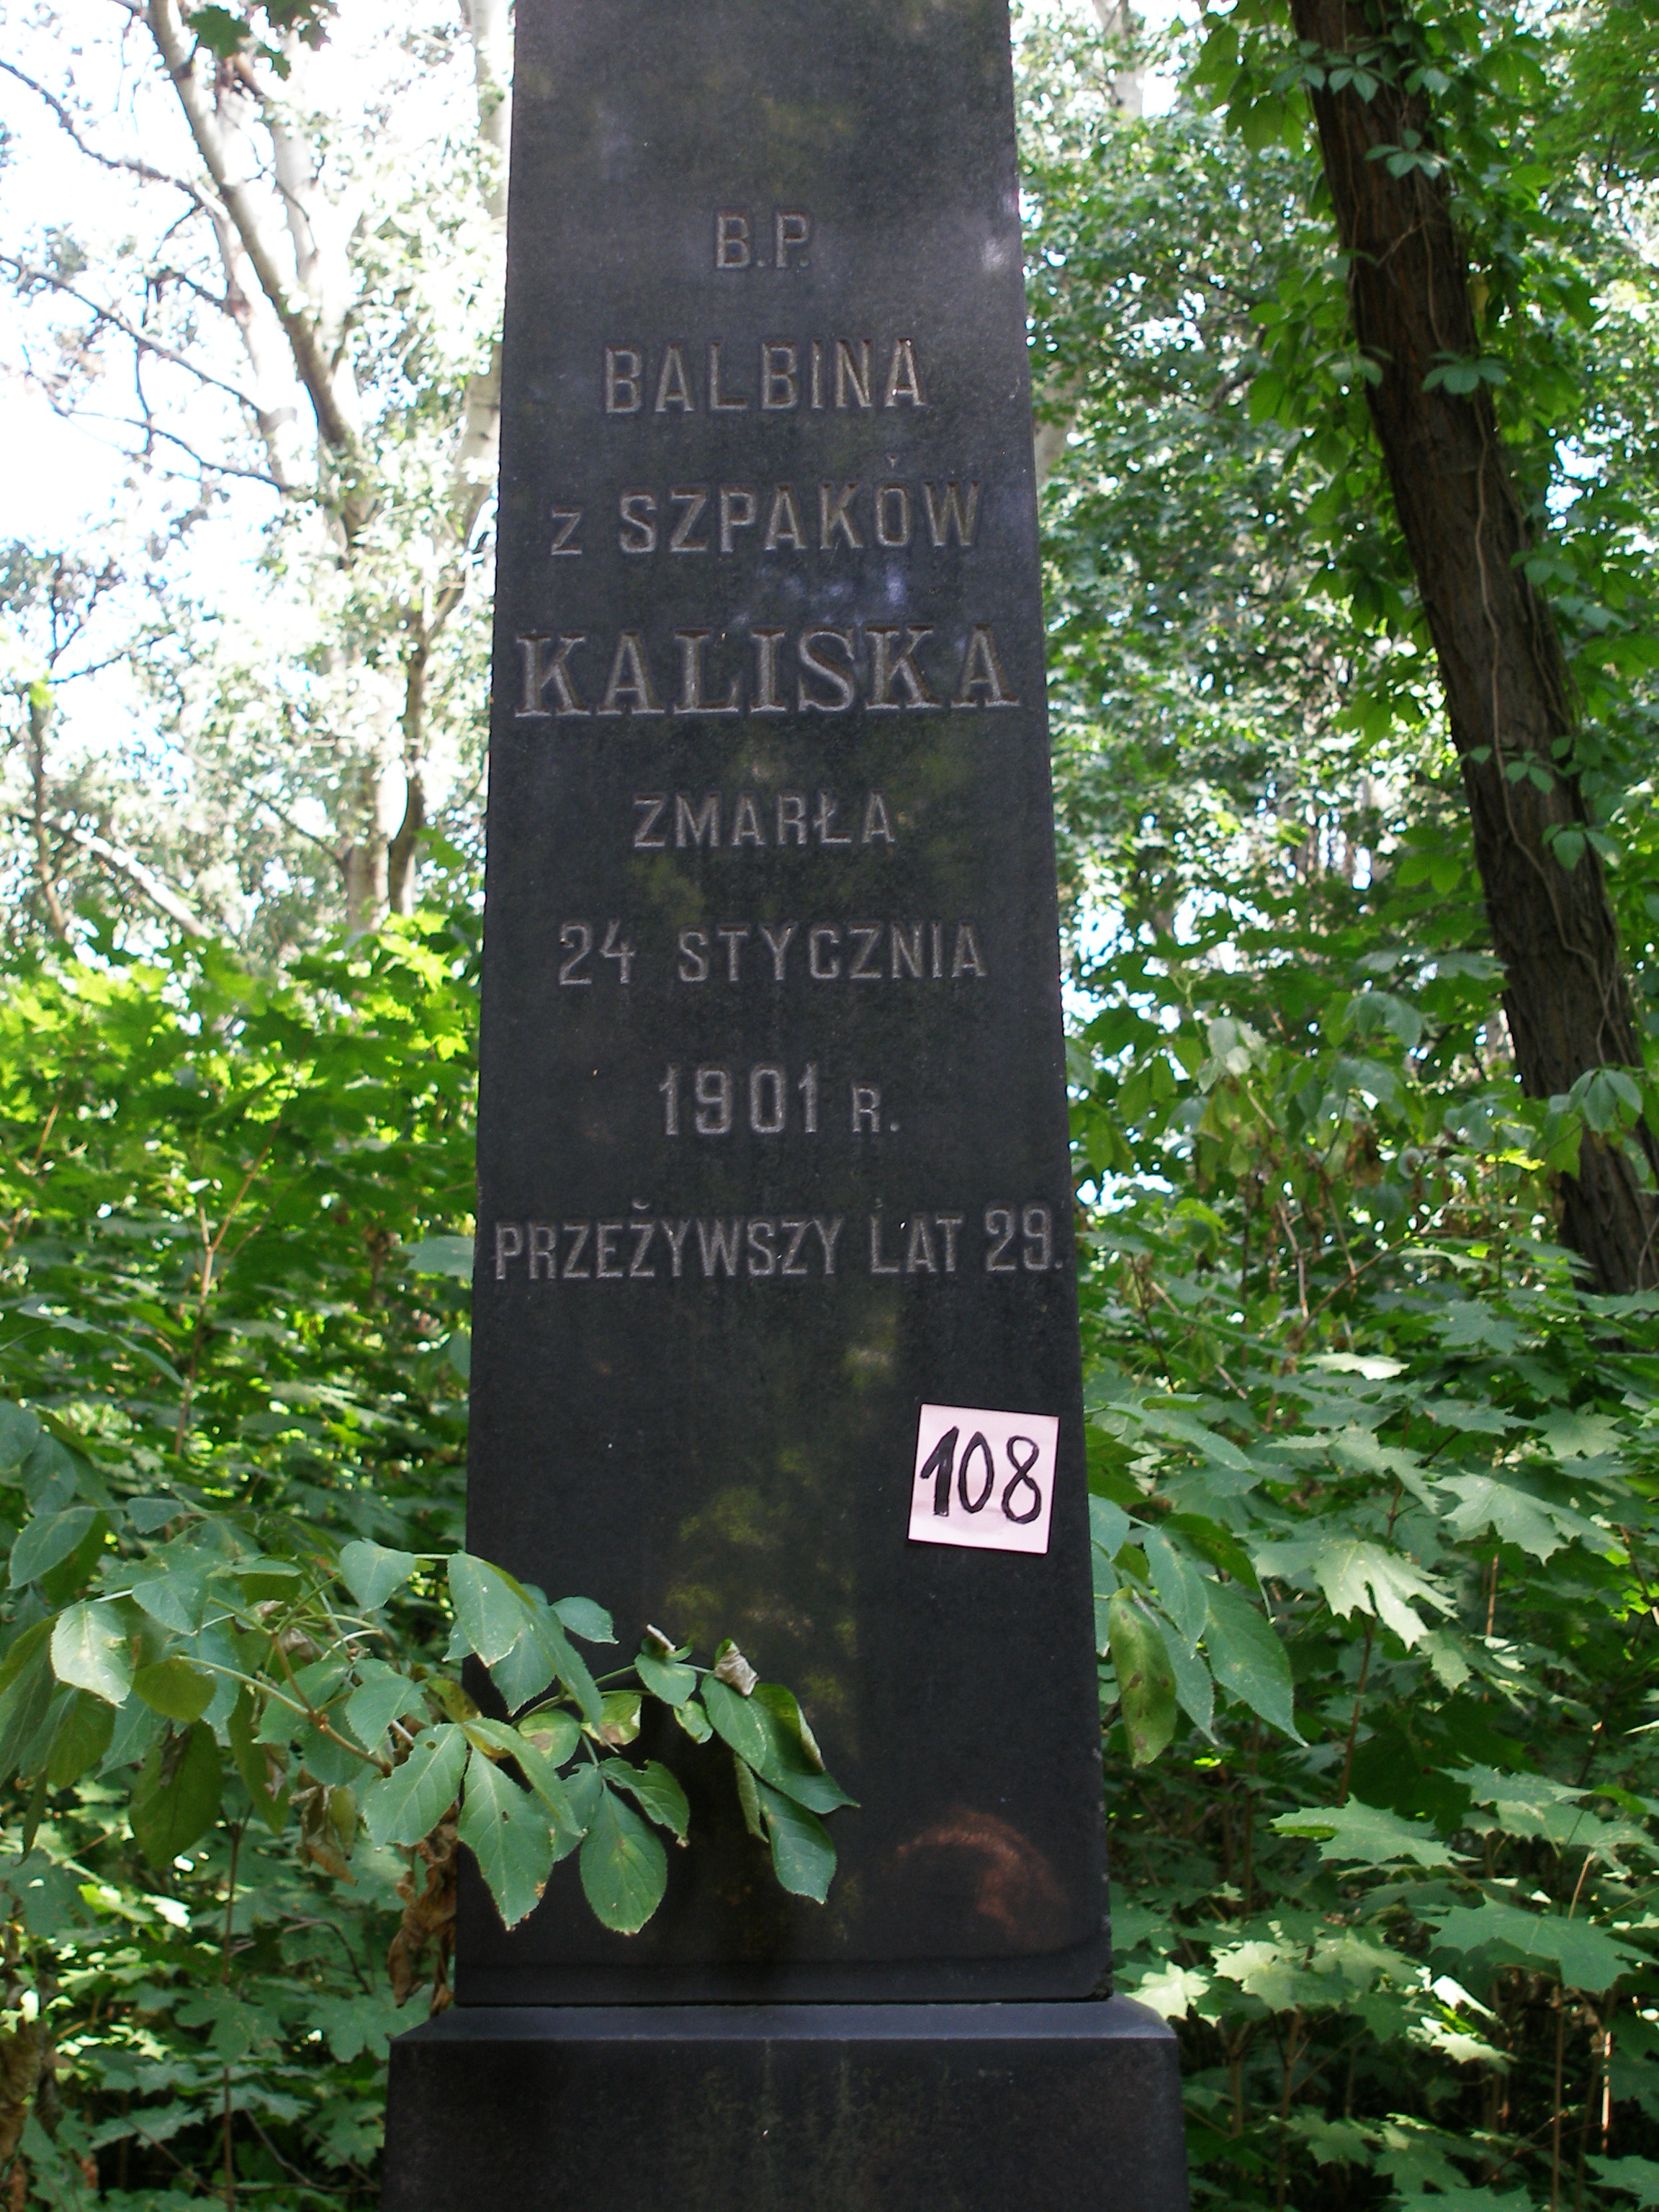 B.P.
BALBINA
z SZPAKÓW
KALISKA
ZMARŁA
24 STYCZNIA
1901 R.
PRZEŻYWSZY LAT 29.
108